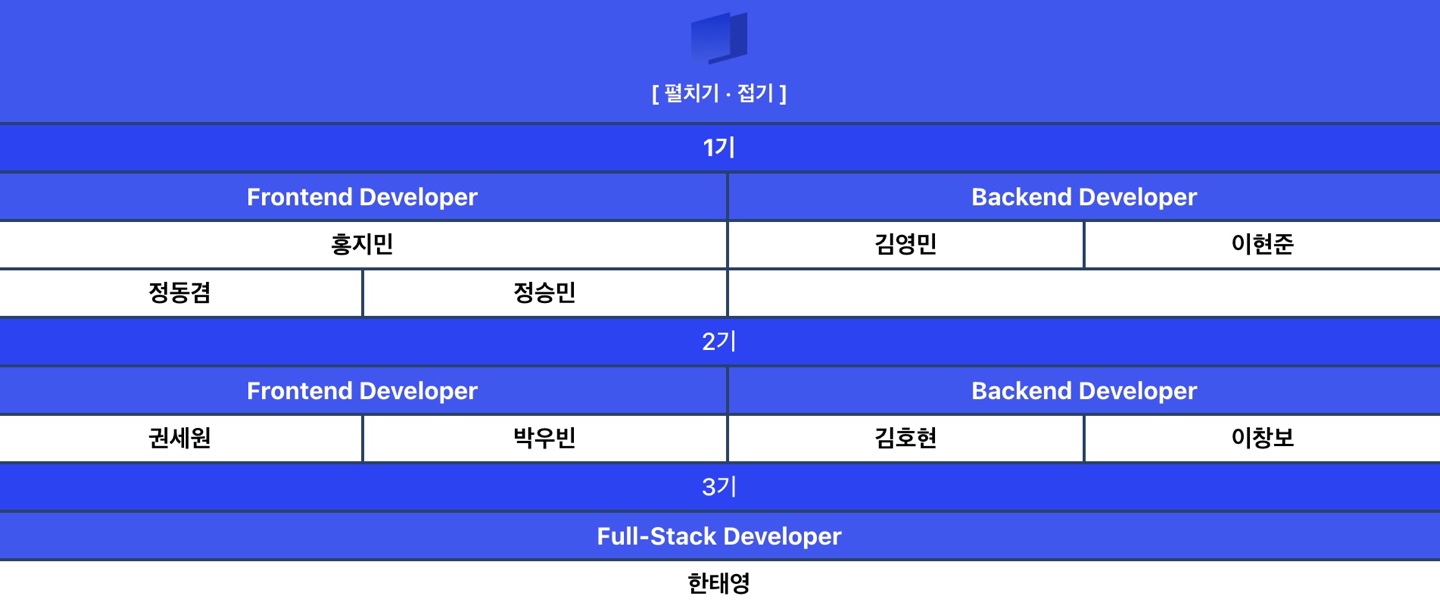 [ 펼치기 · 접기 ]
1기
Frontend Developer Backend Developer
홍지민 김영민 이현준
정동겸 정승민
2기
Frontend Developer Backend Developer
권세원 박우빈 김호현 이창보
3기
Full-Stack Developer
한태영